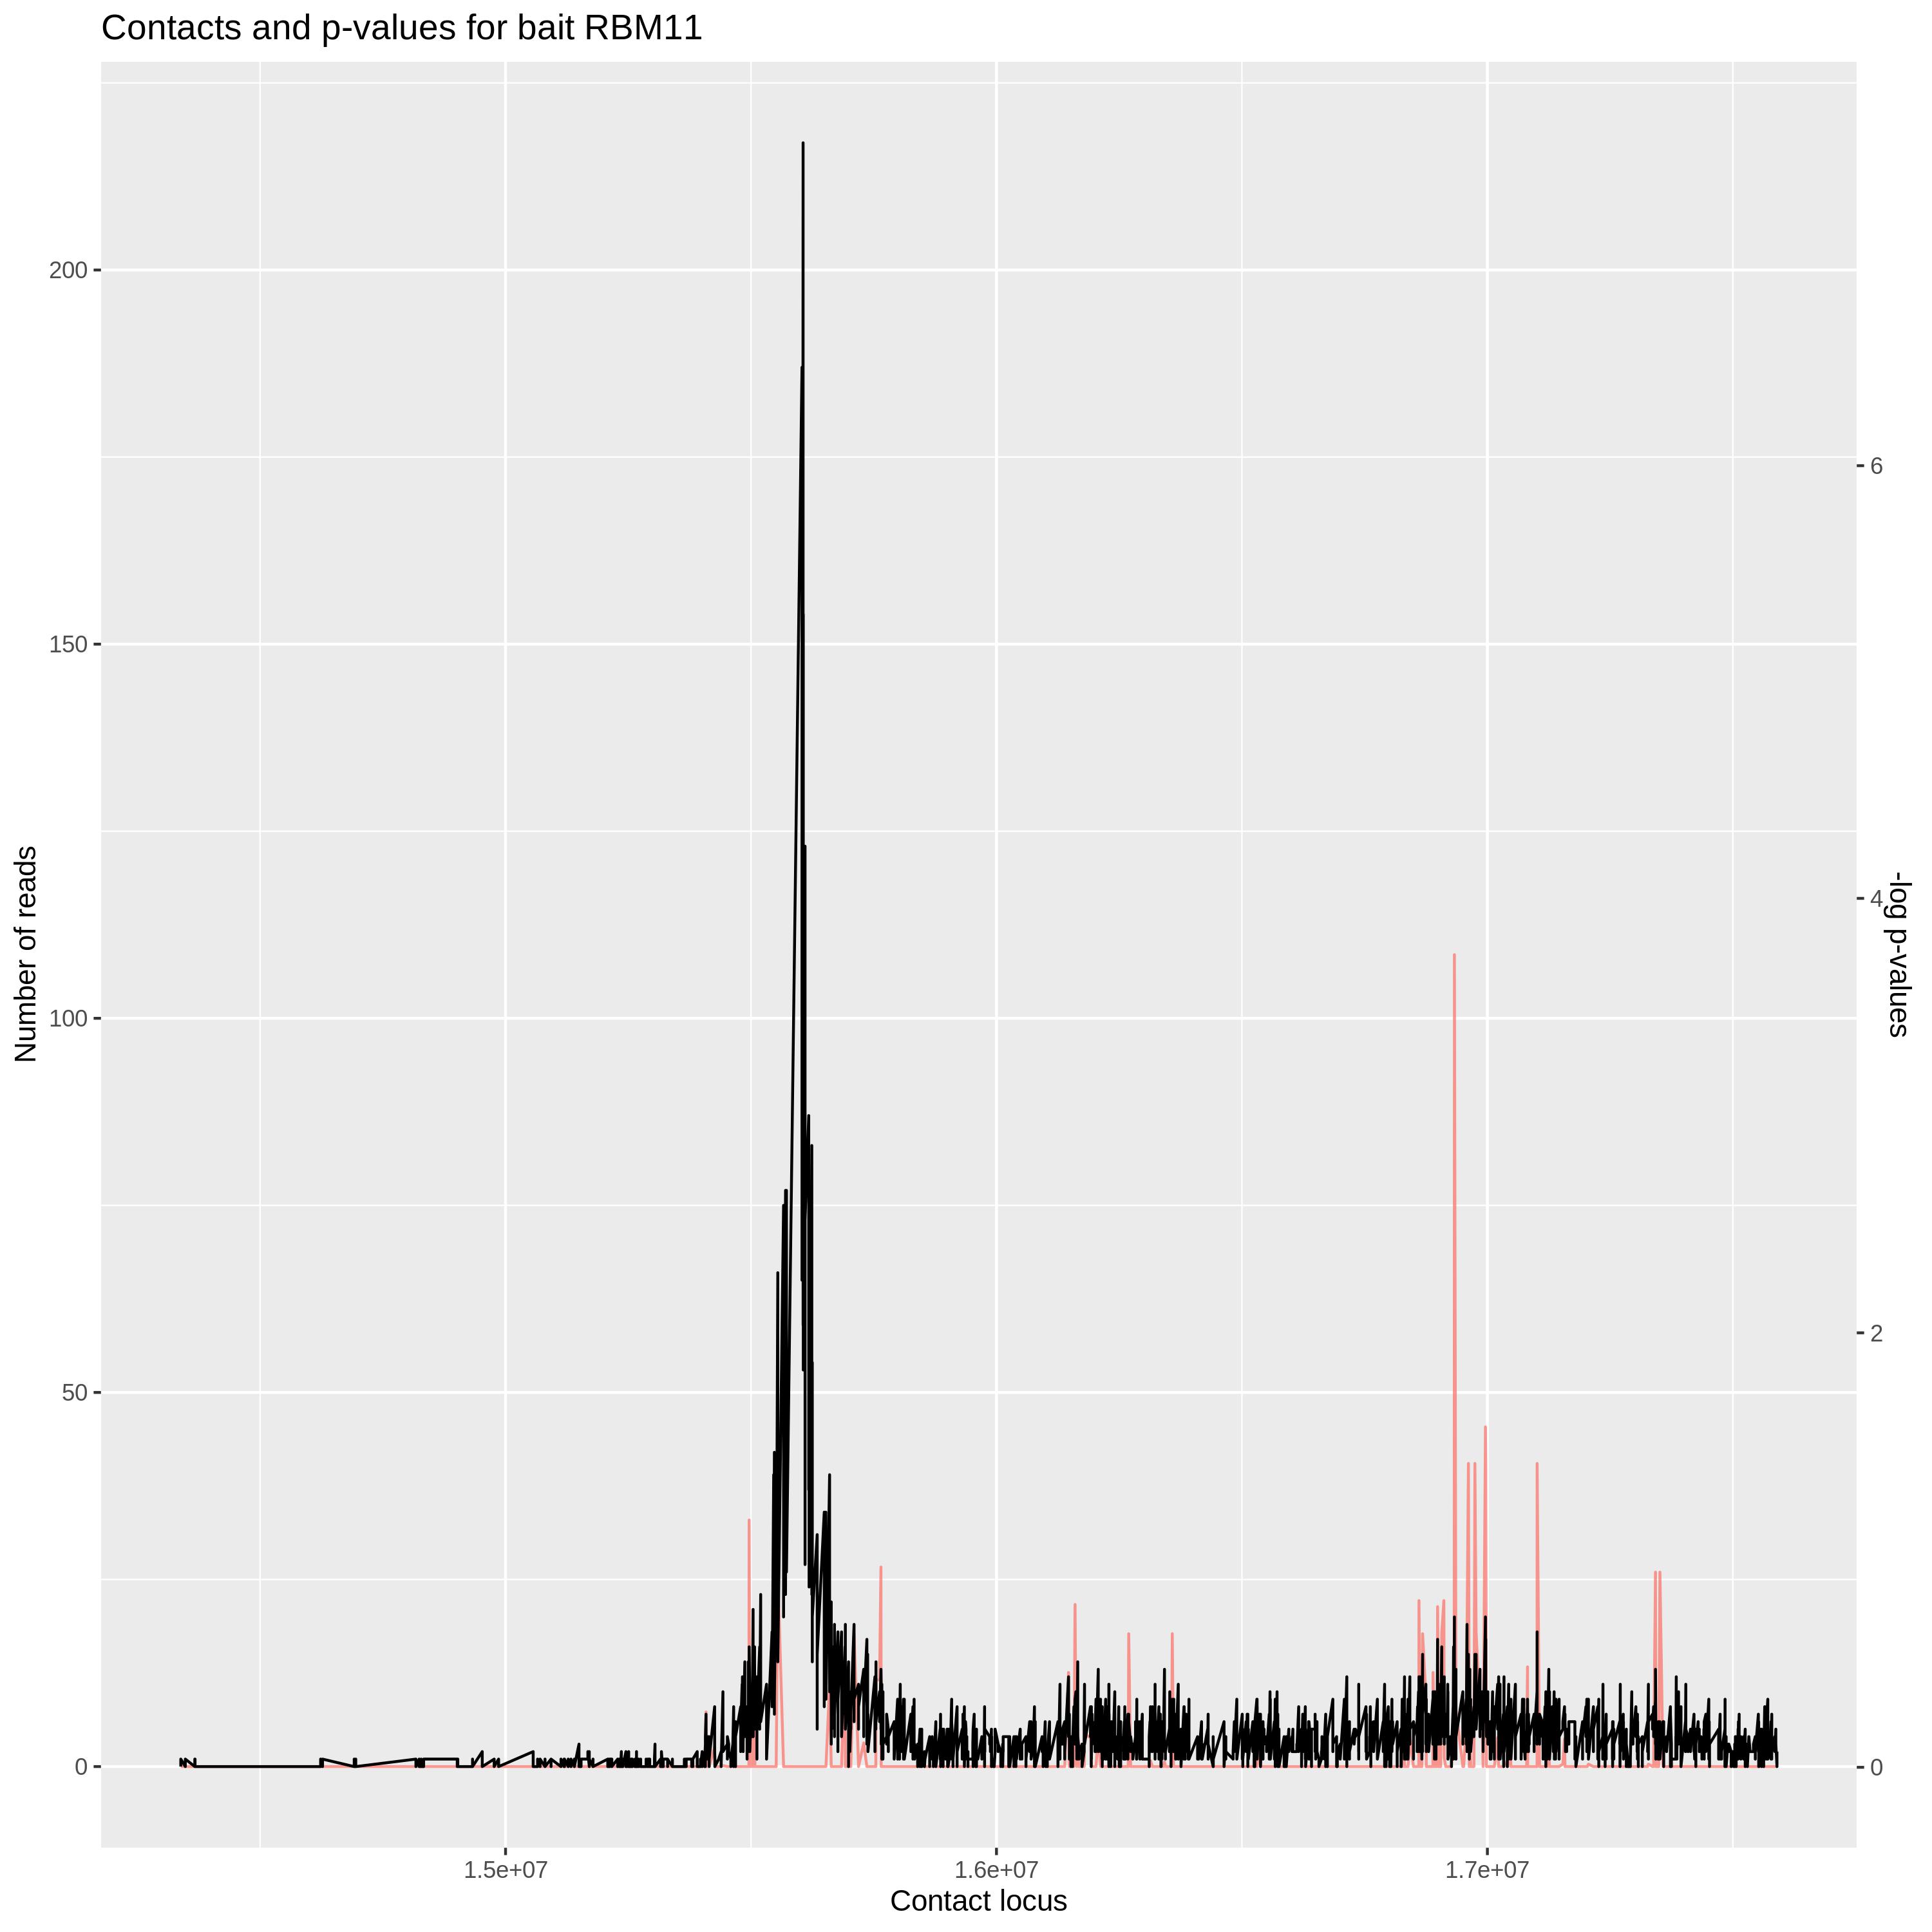 Contacts and p-values for bait RBM11
Number of reads
200
150
100
50
0
6
4
2
0
-log p-values
1.5e+07
1.6e+07
1.7e+07
Contact locus